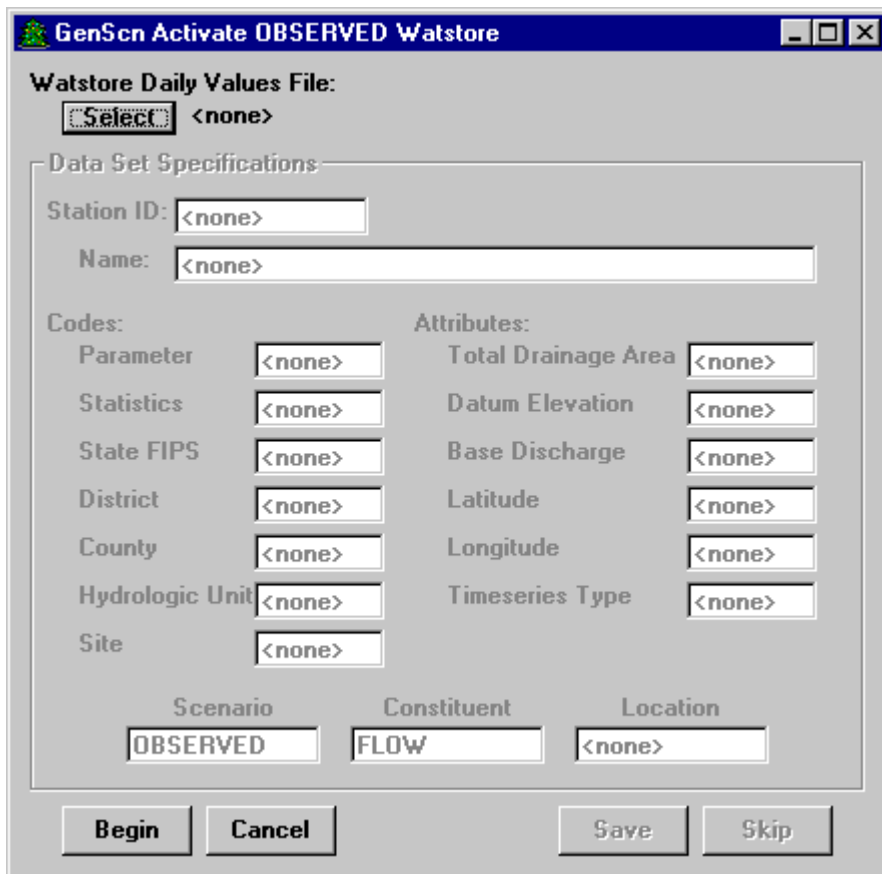 GenScn Activate OBSERVED Watstore
Watstore Daily Values File:
Select <none>
Data Set Specifications
Station ID: <none>
Name: <none>
Codes: Attributes:
Parameter <none> Total Drainage Area <none>
Statistics <none> Datum Elevation <none>
State FIPS <none> Base Discharge <none>
District <none> Latitude <none>
County <none> Longitude <none>
Hydrologic Unit <none> Timeseries Type <none>
Site <none>
Scenario Constituent Location
OBSERVED FLOW <none>
Begin Cancel Save Skip